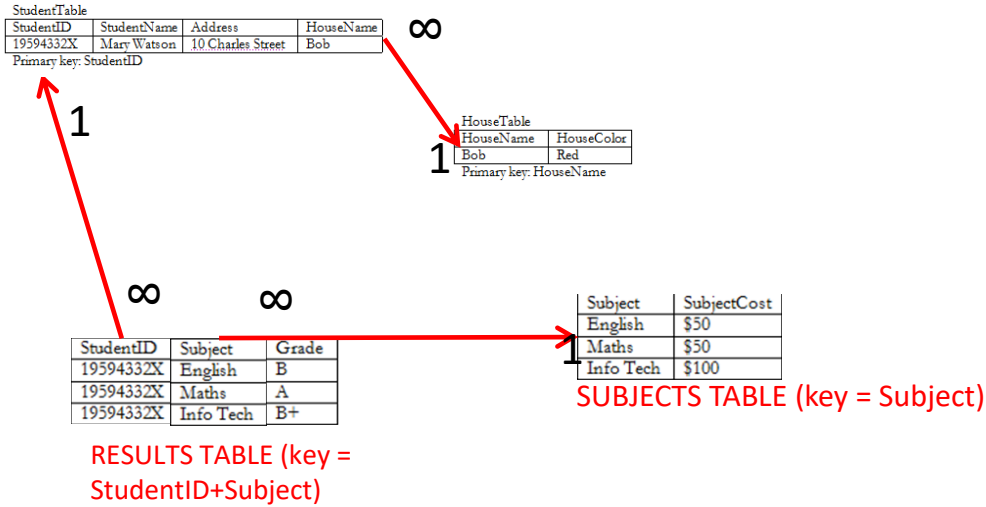 StudentTable
StudentID StudentName Address HouseName
19594332X Mary Watson 10 Charles Street Bob
Primary key: StudentID
∞
1
HouseTable
HouseName HouseColor
Bob Red
Primary key: HouseName
1
∞
∞
Subject SubjectCost
English $50
Maths $50
Info Tech $100
1
SUBJECTS TABLE (key = Subject)
StudentID Subject Grade
19594332X English B
19594332X Maths A
19594332X Info Tech B+
RESULTS TABLE (key =
StudentID+Subject)